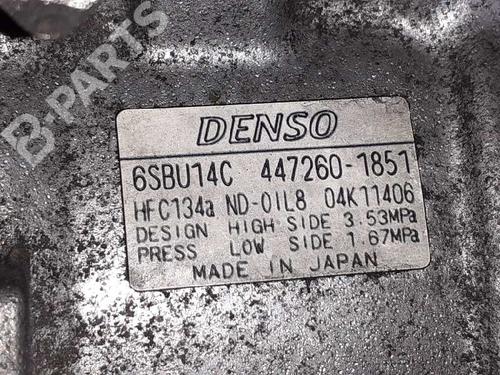 B-PARTS
DENSO
6SBU14C 447260-1851
HFC134a ND-OIL8 04K11406
DESIGN HIGH SIDE 3.53MPa
PRESS LOW SIDE 1.67MPa
MADE IN JAPAN
B-PARTS